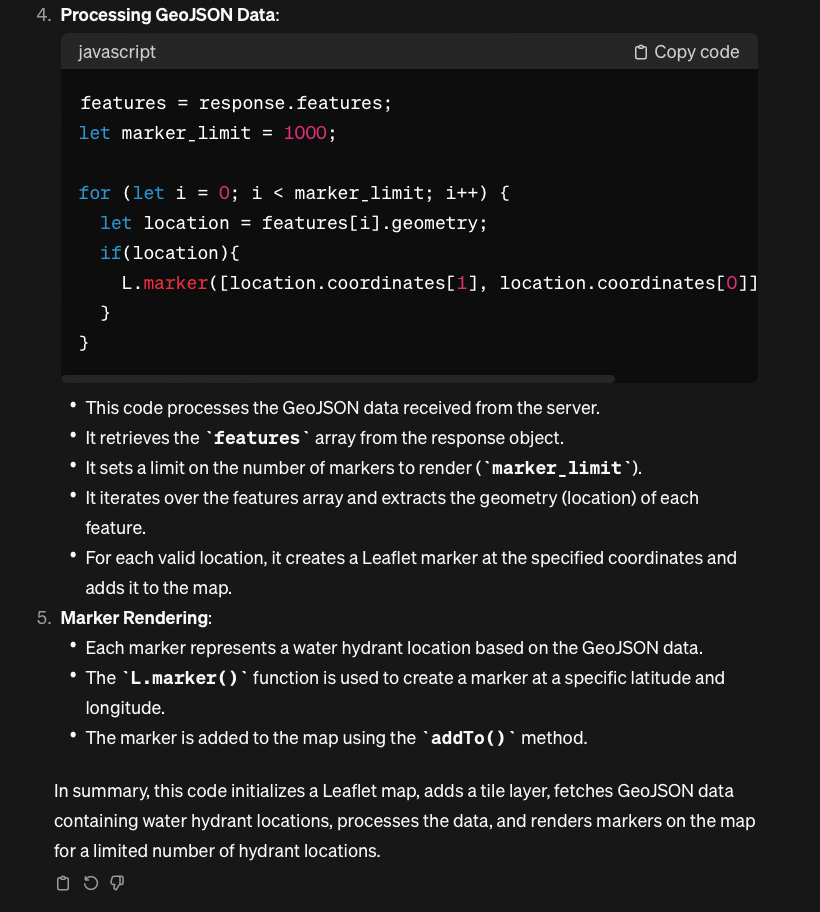 4. Processing GeoJSON Data:
javascript
Copy code
features = response.features;
let marker_limit = 1000;
for (let i = 0; i < marker_limit; i++) {
  let location = features[i].geometry;
  if(location){
    L.marker([location.coordinates[1], location.coordinates[0]]
  }
}
• This code processes the GeoJSON data received from the server.
• It retrieves the `features` array from the response object.
• It sets a limit on the number of markers to render (`marker_limit`).
• It iterates over the features array and extracts the geometry (location) of each
feature.
• For each valid location, it creates a Leaflet marker at the specified coordinates and
adds it to the map.
5. Marker Rendering:
• Each marker represents a water hydrant location based on the GeoJSON data.
• The `L.marker()` function is used to create a marker at a specific latitude and
longitude.
• The marker is added to the map using the `addTo()` method.
In summary, this code initializes a Leaflet map, adds a tile layer, fetches GeoJSON data
containing water hydrant locations, processes the data, and renders markers on the map
for a limited number of hydrant locations.